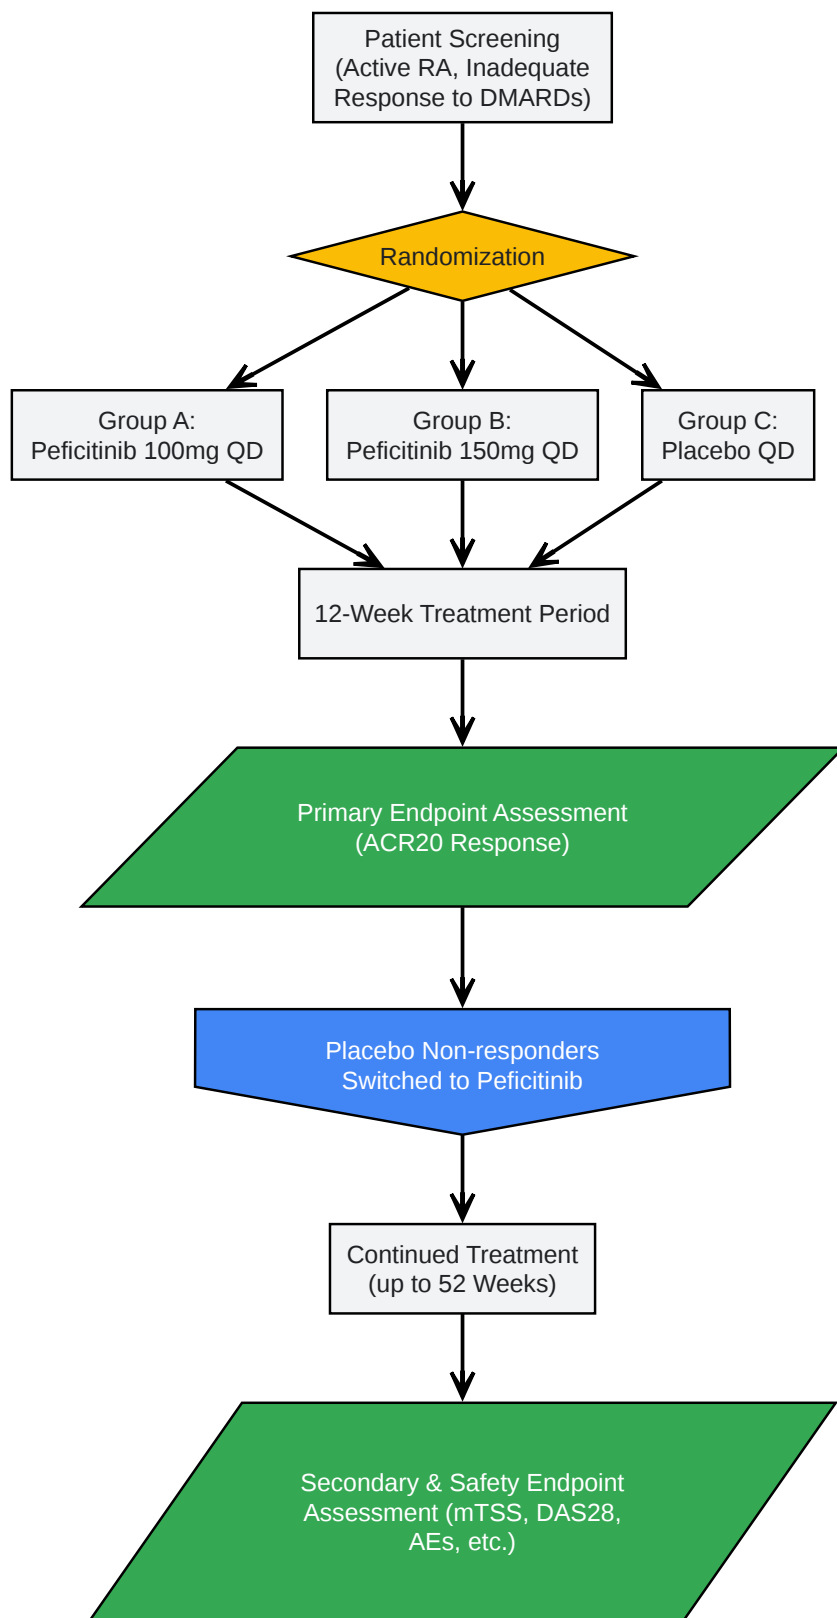 Patient Screening
(Active RA, Inadequate
Response to DMARDs)
Randomization
Group A:
Peficitinib 100mg QD
Group B:
Peficitinib 150mg QD
Group C:
Placebo QD
12-Week Treatment Period
Primary Endpoint Assessment
(ACR20 Response)
Placebo Non-responders
Switched to Peficitinib
Continued Treatment
(up to 52 Weeks)
Secondary & Safety Endpoint
Assessment (mTSS, DAS28,
AEs, etc.)